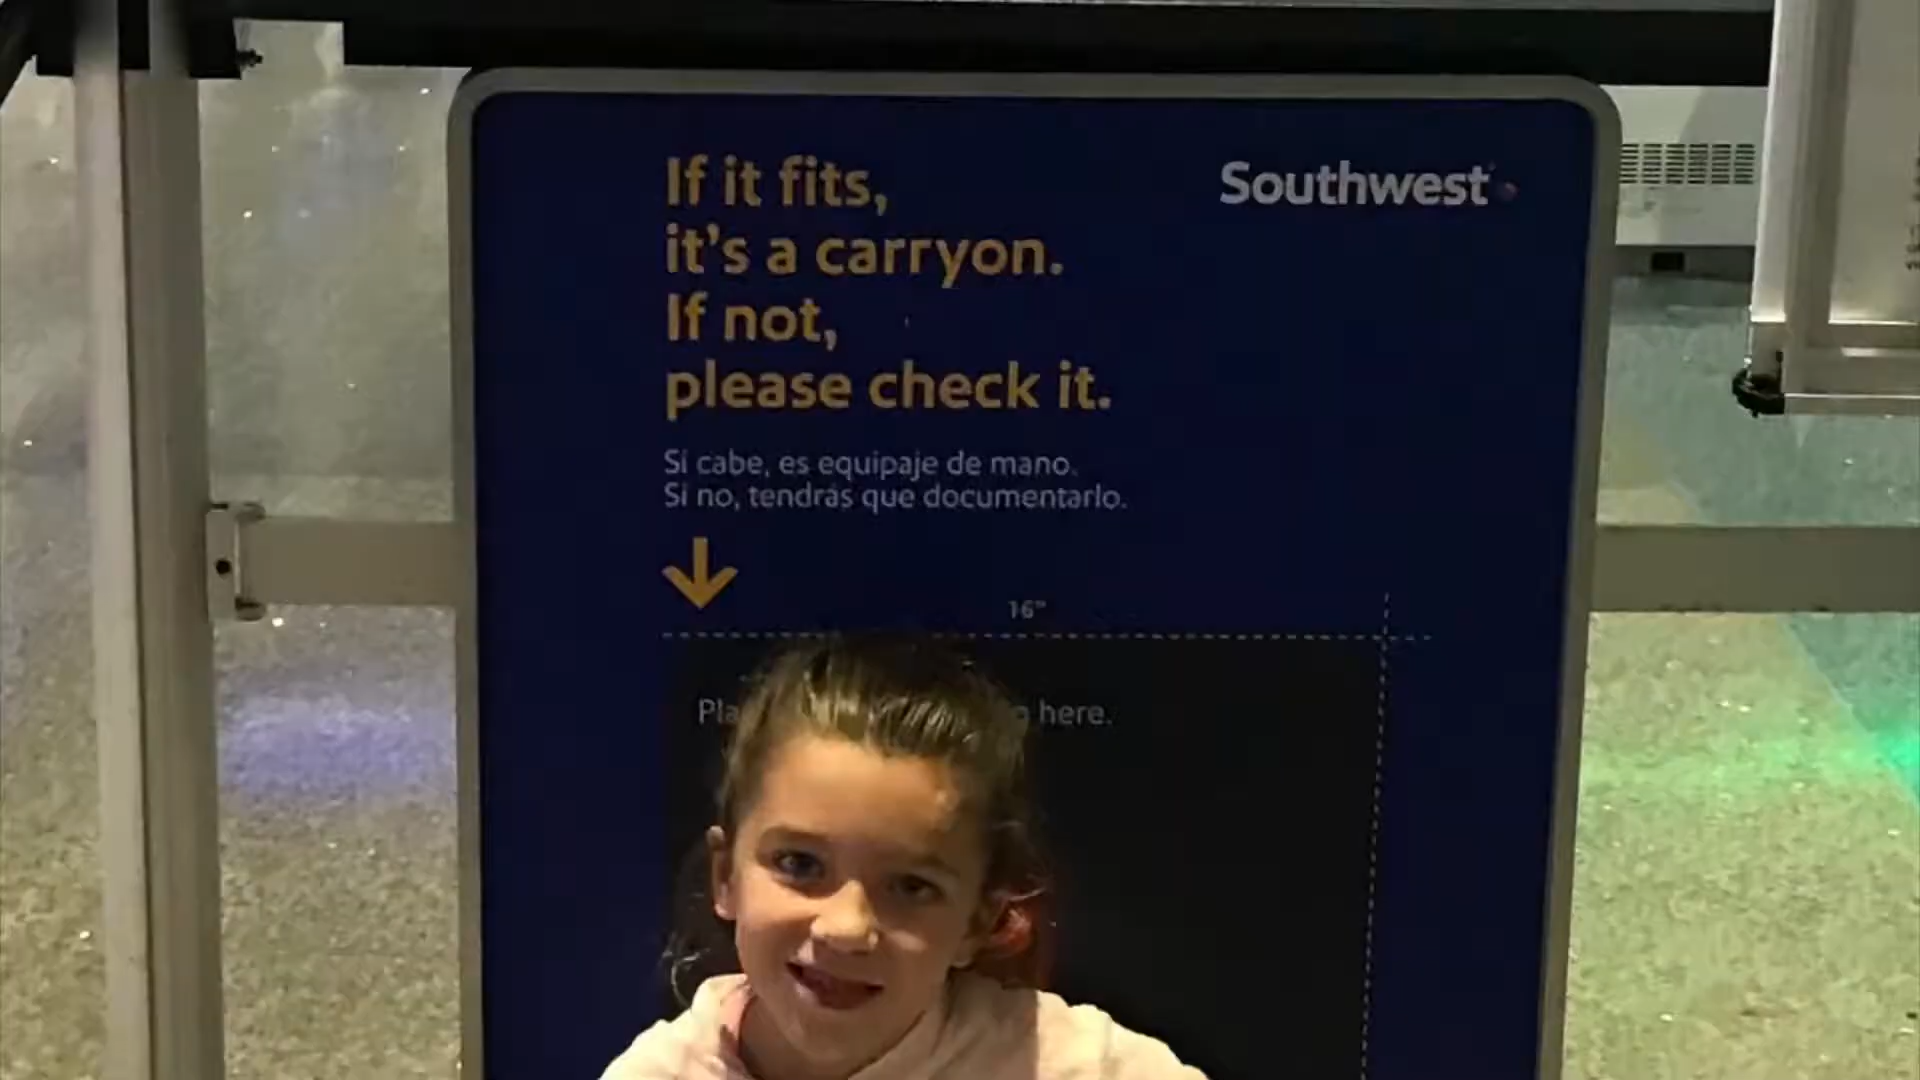 If it fits,
it's a carryon.
If not,
please check it.
Southwest
Si cabe, es equipaje de mano.
Si no, tendrás que documentarlo.
16"
here.